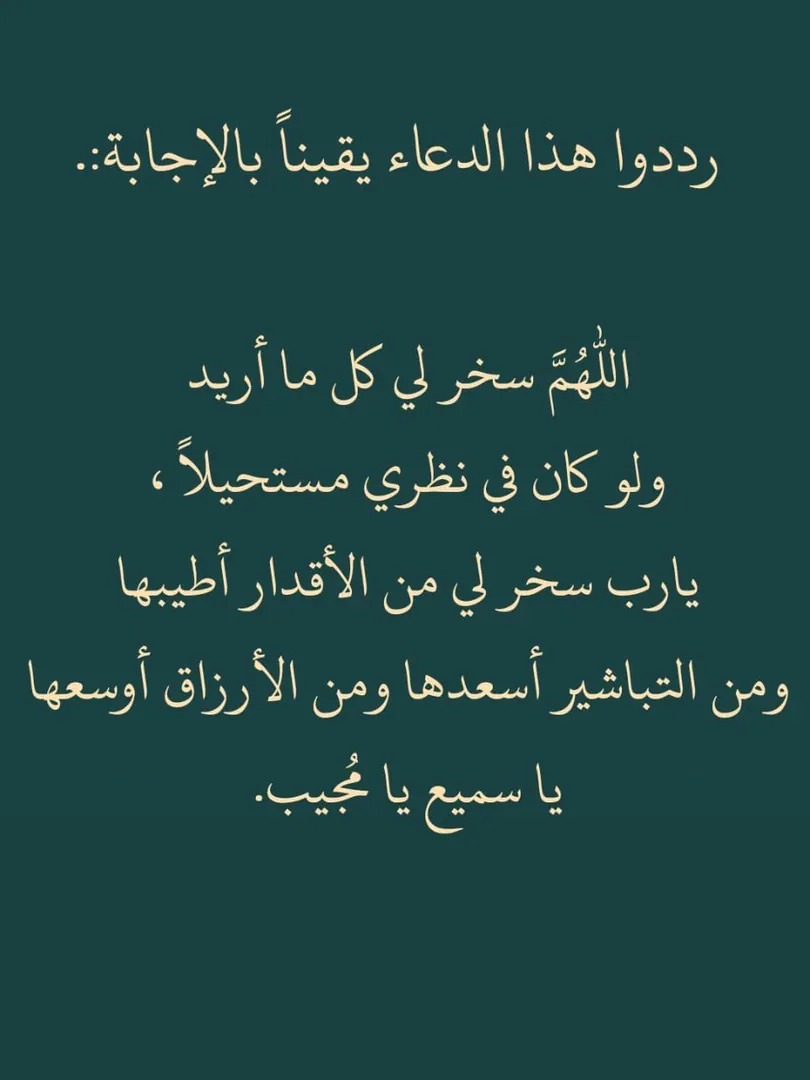 رددوا هذا الدعاء يقيناً بالإجابة:.
اللّٰهُمَّ سخر لي كل ما أريد
ولو كان في نظري مستحيلاً ،
يارب سخر لي من الأقدار أطيبها
ومن التباشير أسعدها ومن الأرزاق أوسعها
يا سميع يا مُجيب.